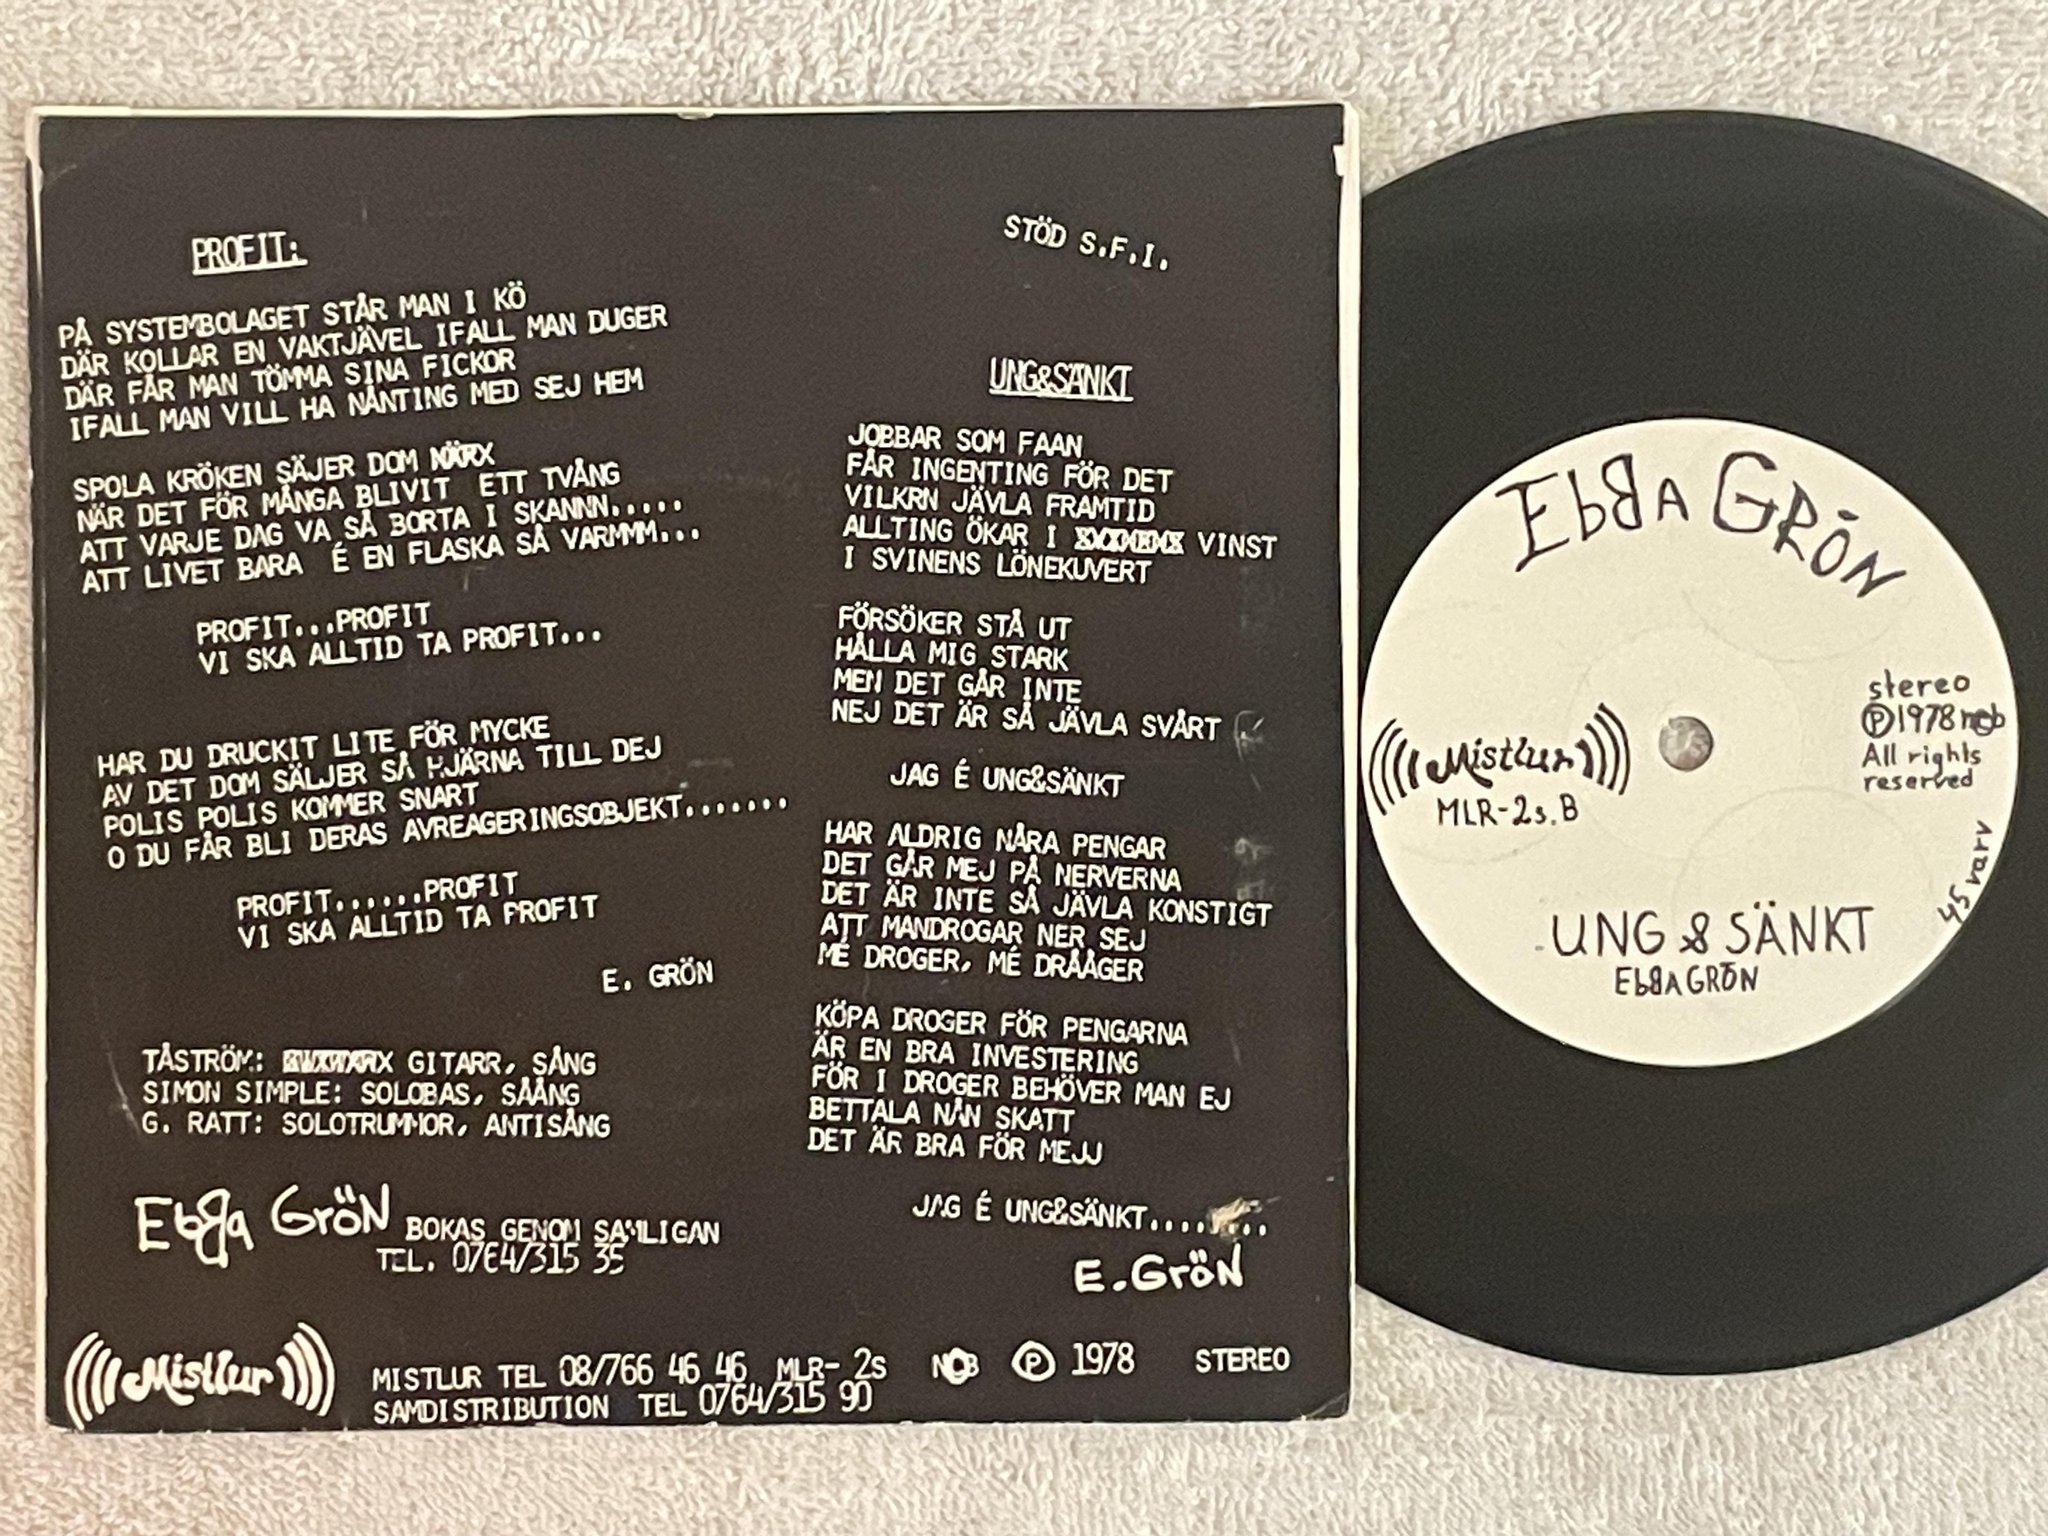 PROFIT:
PÅ SYSTEMBOLAGET STÅR MAN I KÖ
DÄR KOLLAR EN VAKTJÄVEL IFALL MAN DUGER
DÄR FÅR MAN TÖMMA SINA FICKOR
IFALL MAN VILL HA NÅNTING MED SEJ HEM
SPOLA KRÖKEN SÄJER DOM
NÄR DET FÖR MÅNGA BLIVIT ETT TVÅNG
ATT VARJE DAG VA SÅ BORTA I SKANNN.....
ATT LIVET BARA É EN FLASKA SÅ VARMMM...
PROFIT...PROFIT
VI SKA ALLTID TA PROFIT...
HAR DU DRUCKIT LITE FÖR MYCKE
AV DET DOM SÄLJER SÅ HJÄRNA TILL DEJ
POLIS POLIS KOMMER SNART
O DU FÅR BLI DERAS AVREAGERINGSOBJEKT.......
PROFIT......PROFIT
VI SKA ALLTID TA PROFIT
E. GRÖN
TÅSTRÖM: GITARR, SÅNG
SIMON SIMPLE: SOLOBAS, SÅÅNG
G. RATT: SOLOTRUMMOR, ANTISÅNG
EbBa GRÖN BOKAS GENOM SAMLIGAN
TEL. 0764/315 35
STÖD S.F.I.
UNG&SÄNKT
JOBBAR SOM FAAN
FÅR INGENTING FÖR DET
VILKRN JÄVLA FRAMTID
ALLTING ÖKAR I VINST
I SVINENS LÖNEKUVERT
FÖRSÖKER STÅ UT
HÅLLA MIG STARK
MEN DET GÅR INTE
NEJ DET ÄR SÅ JÄVLA SVÅRT
JAG É UNG&SÄNKT
HAR ALDRIG NÅRA PENGAR
DET GÅR MEJ PÅ NERVERNA
DET ÄR INTE SÅ JÄVLA KONSTIGT
ATT MANDROGAR NER SEJ
MÉ DROGER, MÉ DRÅÅGER
KÖPA DROGER FÖR PENGARNA
ÄR EN BRA INVESTERING
FÖR I DROGER BEHÖVER MAN EJ
BETTALA NÅN SKATT
DET ÄR BRA FÖR MEJJ
JAG É UNG&SÄNKT.........
E.GRÖN
Mistlur
MISTLUR TEL 08/766 46 46 MLR- 2s NCB Ⓟ 1978 STEREO
SAMDISTRIBUTION TEL 0764/315 90
EbBA GRÖN
stereo
Ⓟ1978 ncb
All rights
reserved
Mistlur
MLR-2s.B
45 varv
UNG & SÄNKT
EbBA GRÖN